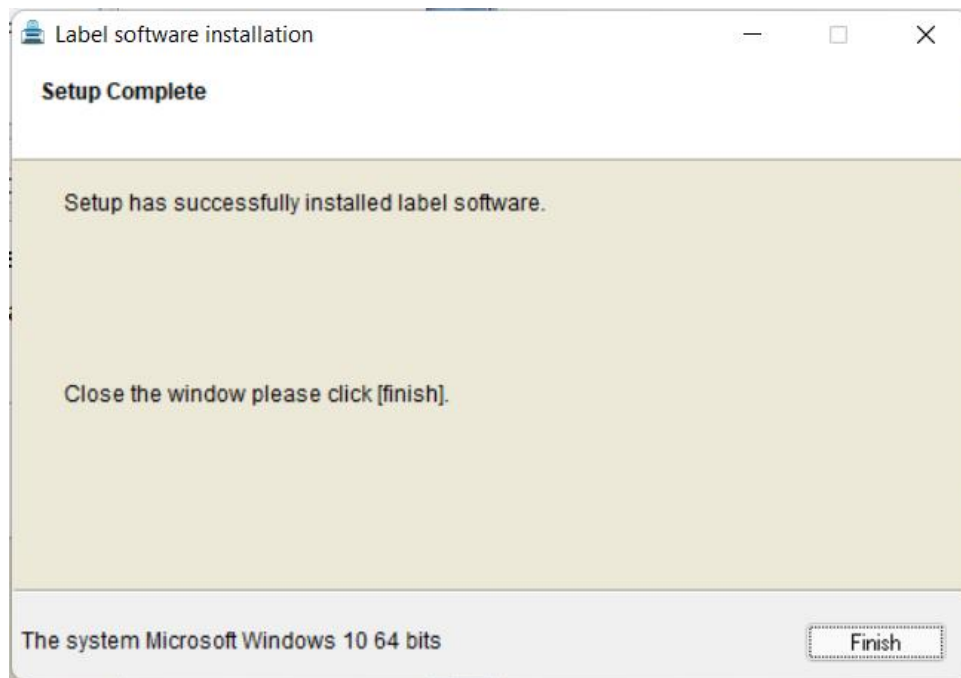 Label software installation
Setup Complete
Setup has successfully installed label software.
Close the window please click [finish].
The system Microsoft Windows 10 64 bits
Finish